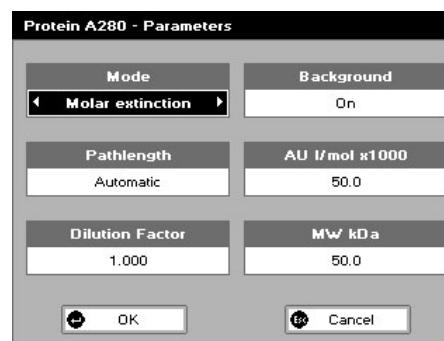 Protein A280 - Parameters
Mode Background
Molar extinction On
Pathlength AU l/mol x1000
Automatic 50.0
Dilution Factor MW kDa
1.000 50.0
OK Esc Cancel